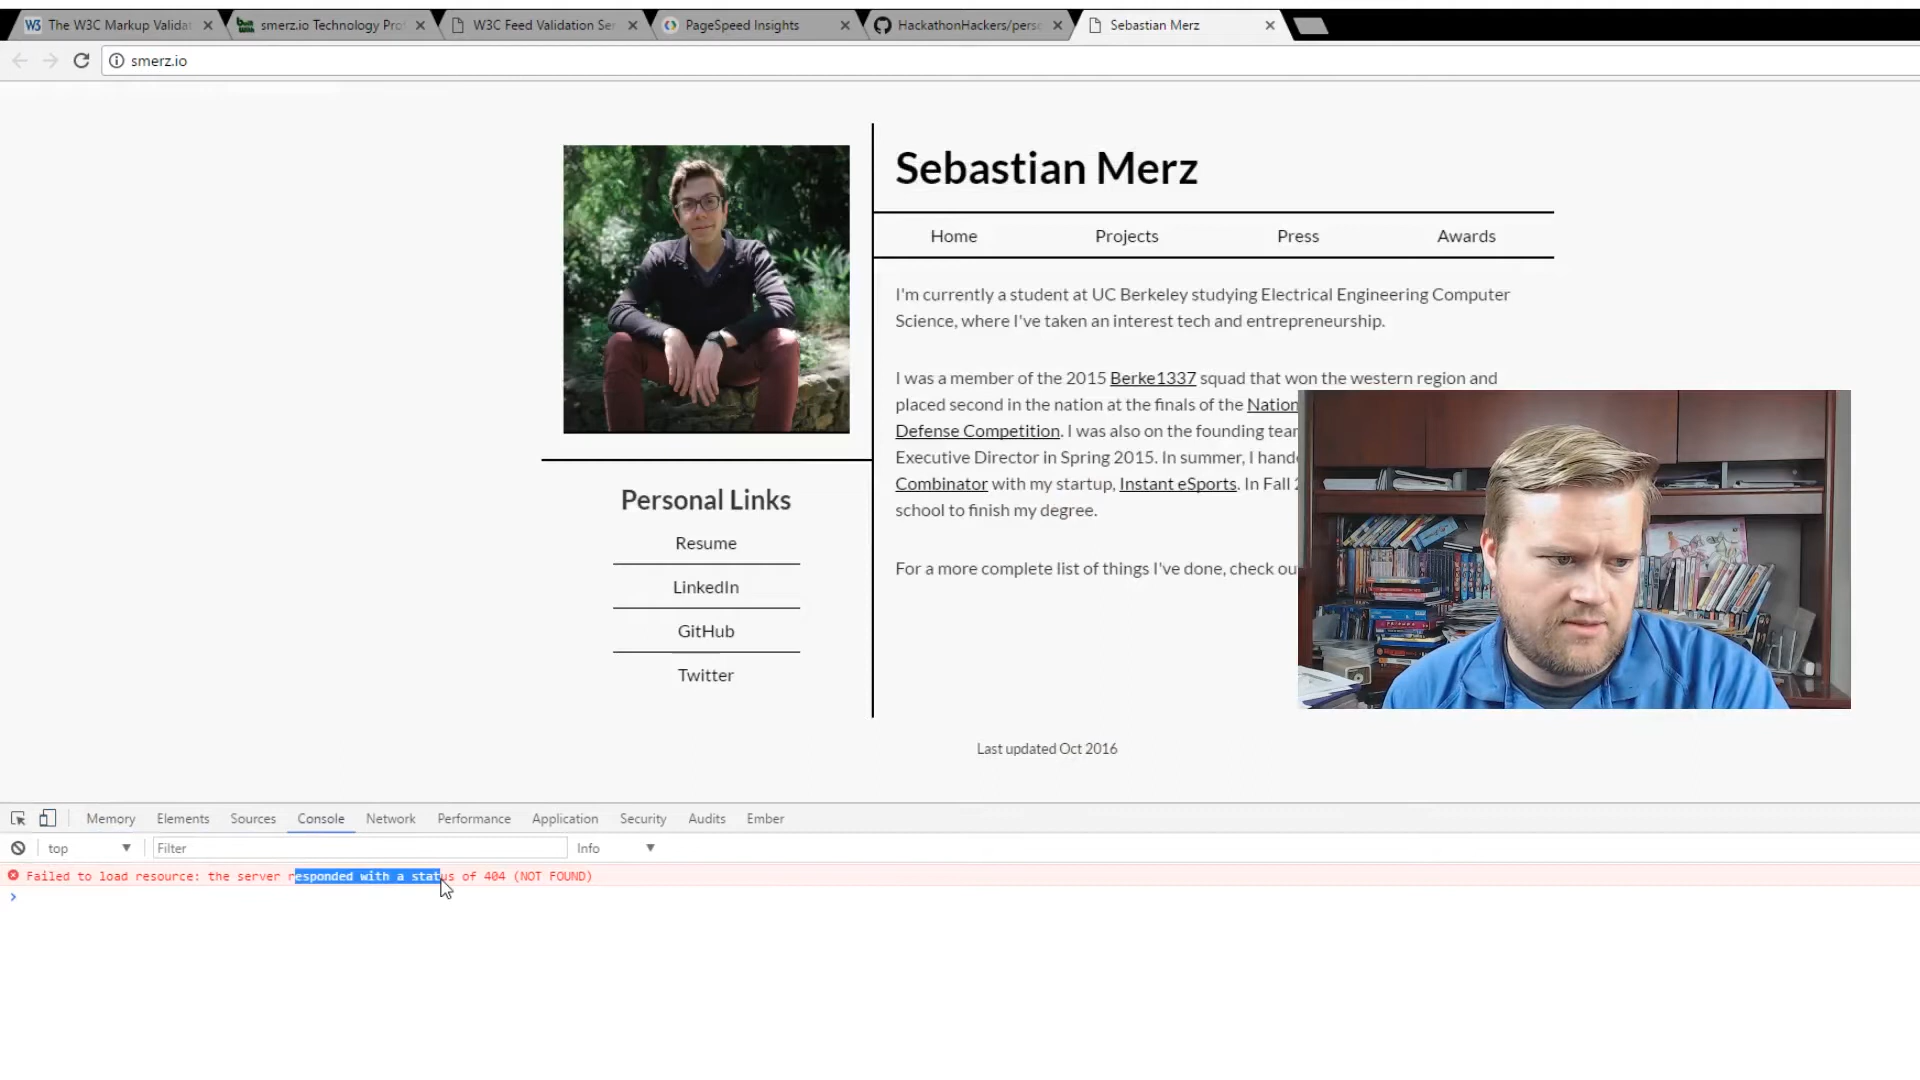 The W3C Markup Validat
smerz.io Technology Pro
W3C Feed Validation Ser
PageSpeed Insights
HackathonHackers/perso
Sebastian Merz
smerz.io
Sebastian Merz
Home
Projects
Press
Awards
I'm currently a student at UC Berkeley studying Electrical Engineering Computer
Science, where I've taken an interest tech and entrepreneurship.
I was a member of the 2015 Berke1337 squad that won the western region and
placed second in the nation at the finals of the Nation
Defense Competition. I was also on the founding team
Executive Director in Spring 2015. In summer, I hande
Combinator with my startup, Instant eSports. In Fall 2
school to finish my degree.
For a more complete list of things I've done, check ou
Personal Links
Resume
LinkedIn
GitHub
Twitter
Last updated Oct 2016
Memory
Elements
Sources
Console
Network
Performance
Application
Security
Audits
Ember
top
Filter
Info
Failed to load resource: the server responded with a status of 404 (NOT FOUND)